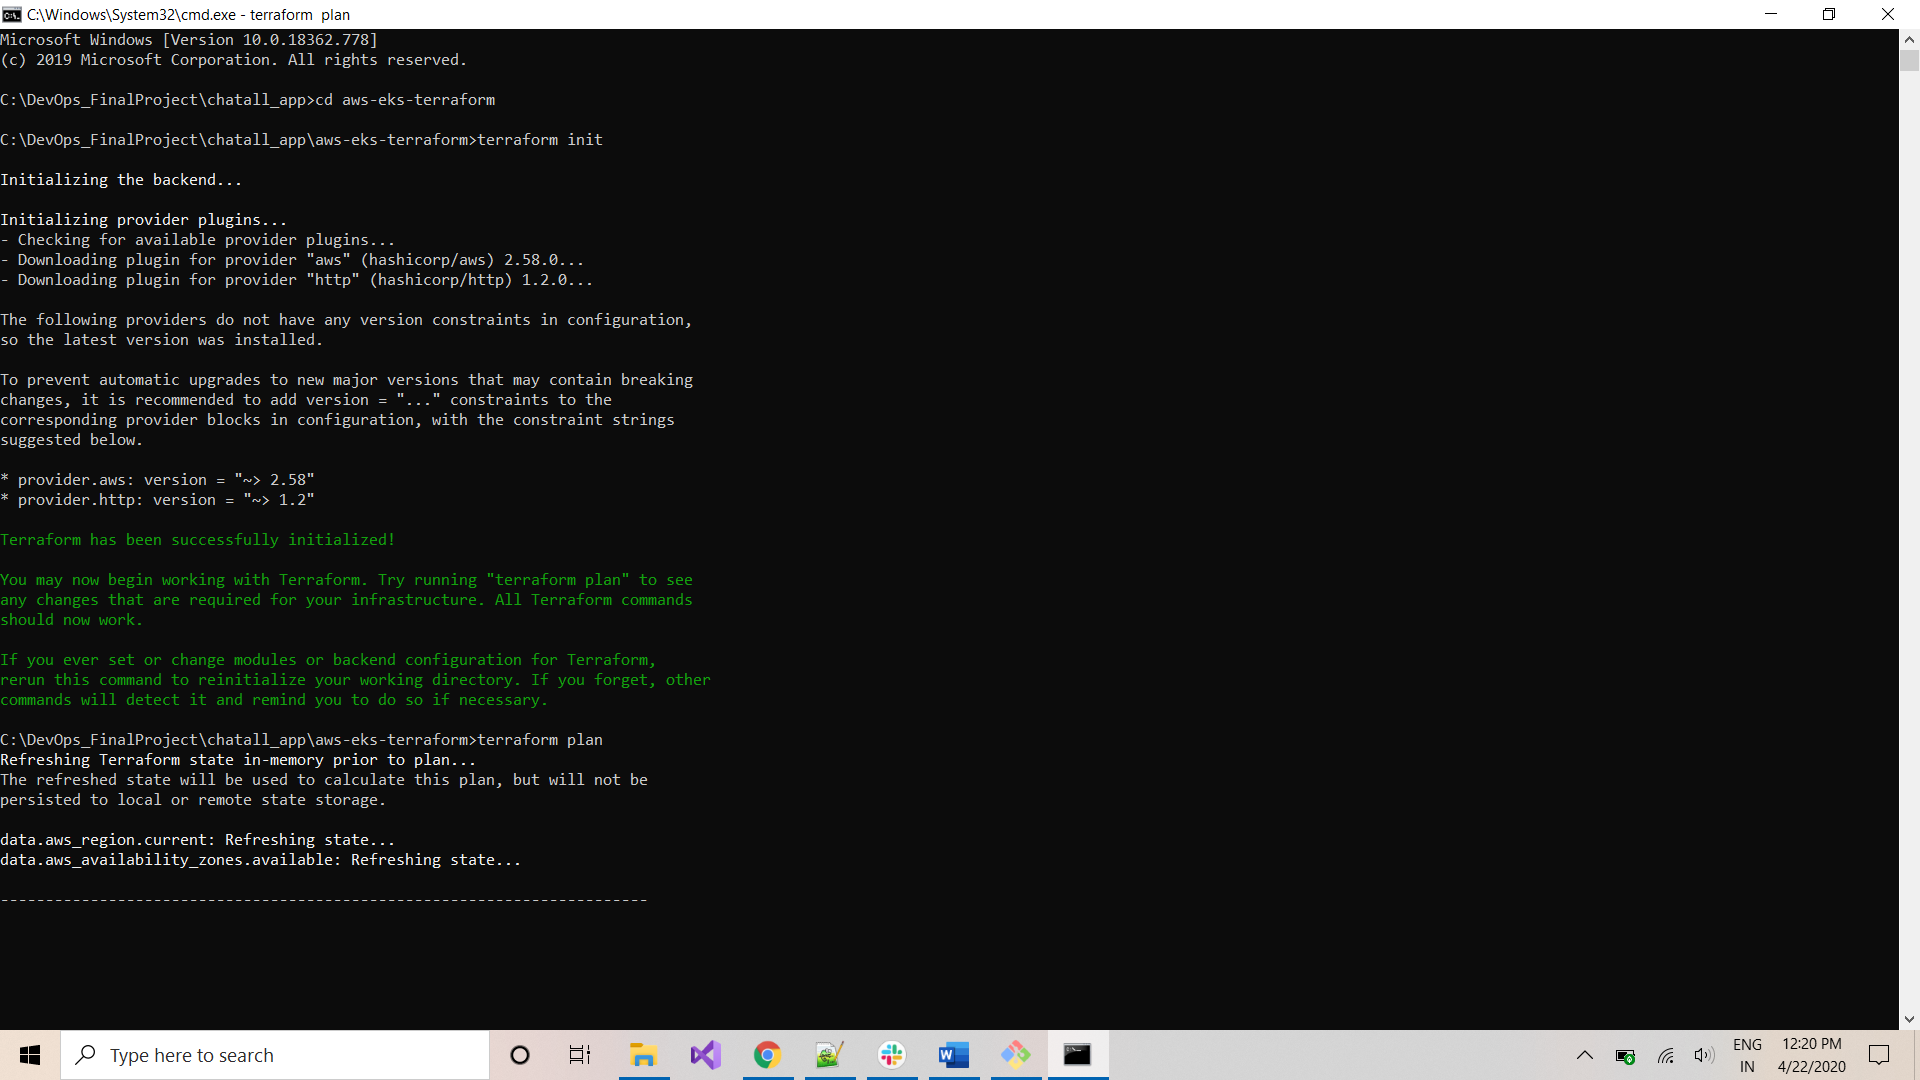 C:\Windows\System32\cmd.exe - terraform  plan
Microsoft Windows [Version 10.0.18362.778]
(c) 2019 Microsoft Corporation. All rights reserved.
C:\DevOps_FinalProject\chatall_app>cd aws-eks-terraform
C:\DevOps_FinalProject\chatall_app\aws-eks-terraform>terraform init
Initializing the backend...
Initializing provider plugins...
- Checking for available provider plugins...
- Downloading plugin for provider "aws" (hashicorp/aws) 2.58.0...
- Downloading plugin for provider "http" (hashicorp/http) 1.2.0...
The following providers do not have any version constraints in configuration,
so the latest version was installed.
To prevent automatic upgrades to new major versions that may contain breaking
changes, it is recommended to add version = "..." constraints to the
corresponding provider blocks in configuration, with the constraint strings
suggested below.
* provider.aws: version = "~> 2.58"
* provider.http: version = "~> 1.2"
Terraform has been successfully initialized!
You may now begin working with Terraform. Try running "terraform plan" to see
any changes that are required for your infrastructure. All Terraform commands
should now work.
If you ever set or change modules or backend configuration for Terraform,
rerun this command to reinitialize your working directory. If you forget, other
commands will detect it and remind you to do so if necessary.
C:\DevOps_FinalProject\chatall_app\aws-eks-terraform>terraform plan
Refreshing Terraform state in-memory prior to plan...
The refreshed state will be used to calculate this plan, but will not be
persisted to local or remote state storage.
data.aws_region.current: Refreshing state...
data.aws_availability_zones.available: Refreshing state...
------------------------------------------------------------------------
Type here to search
ENG
IN
12:20 PM
4/22/2020